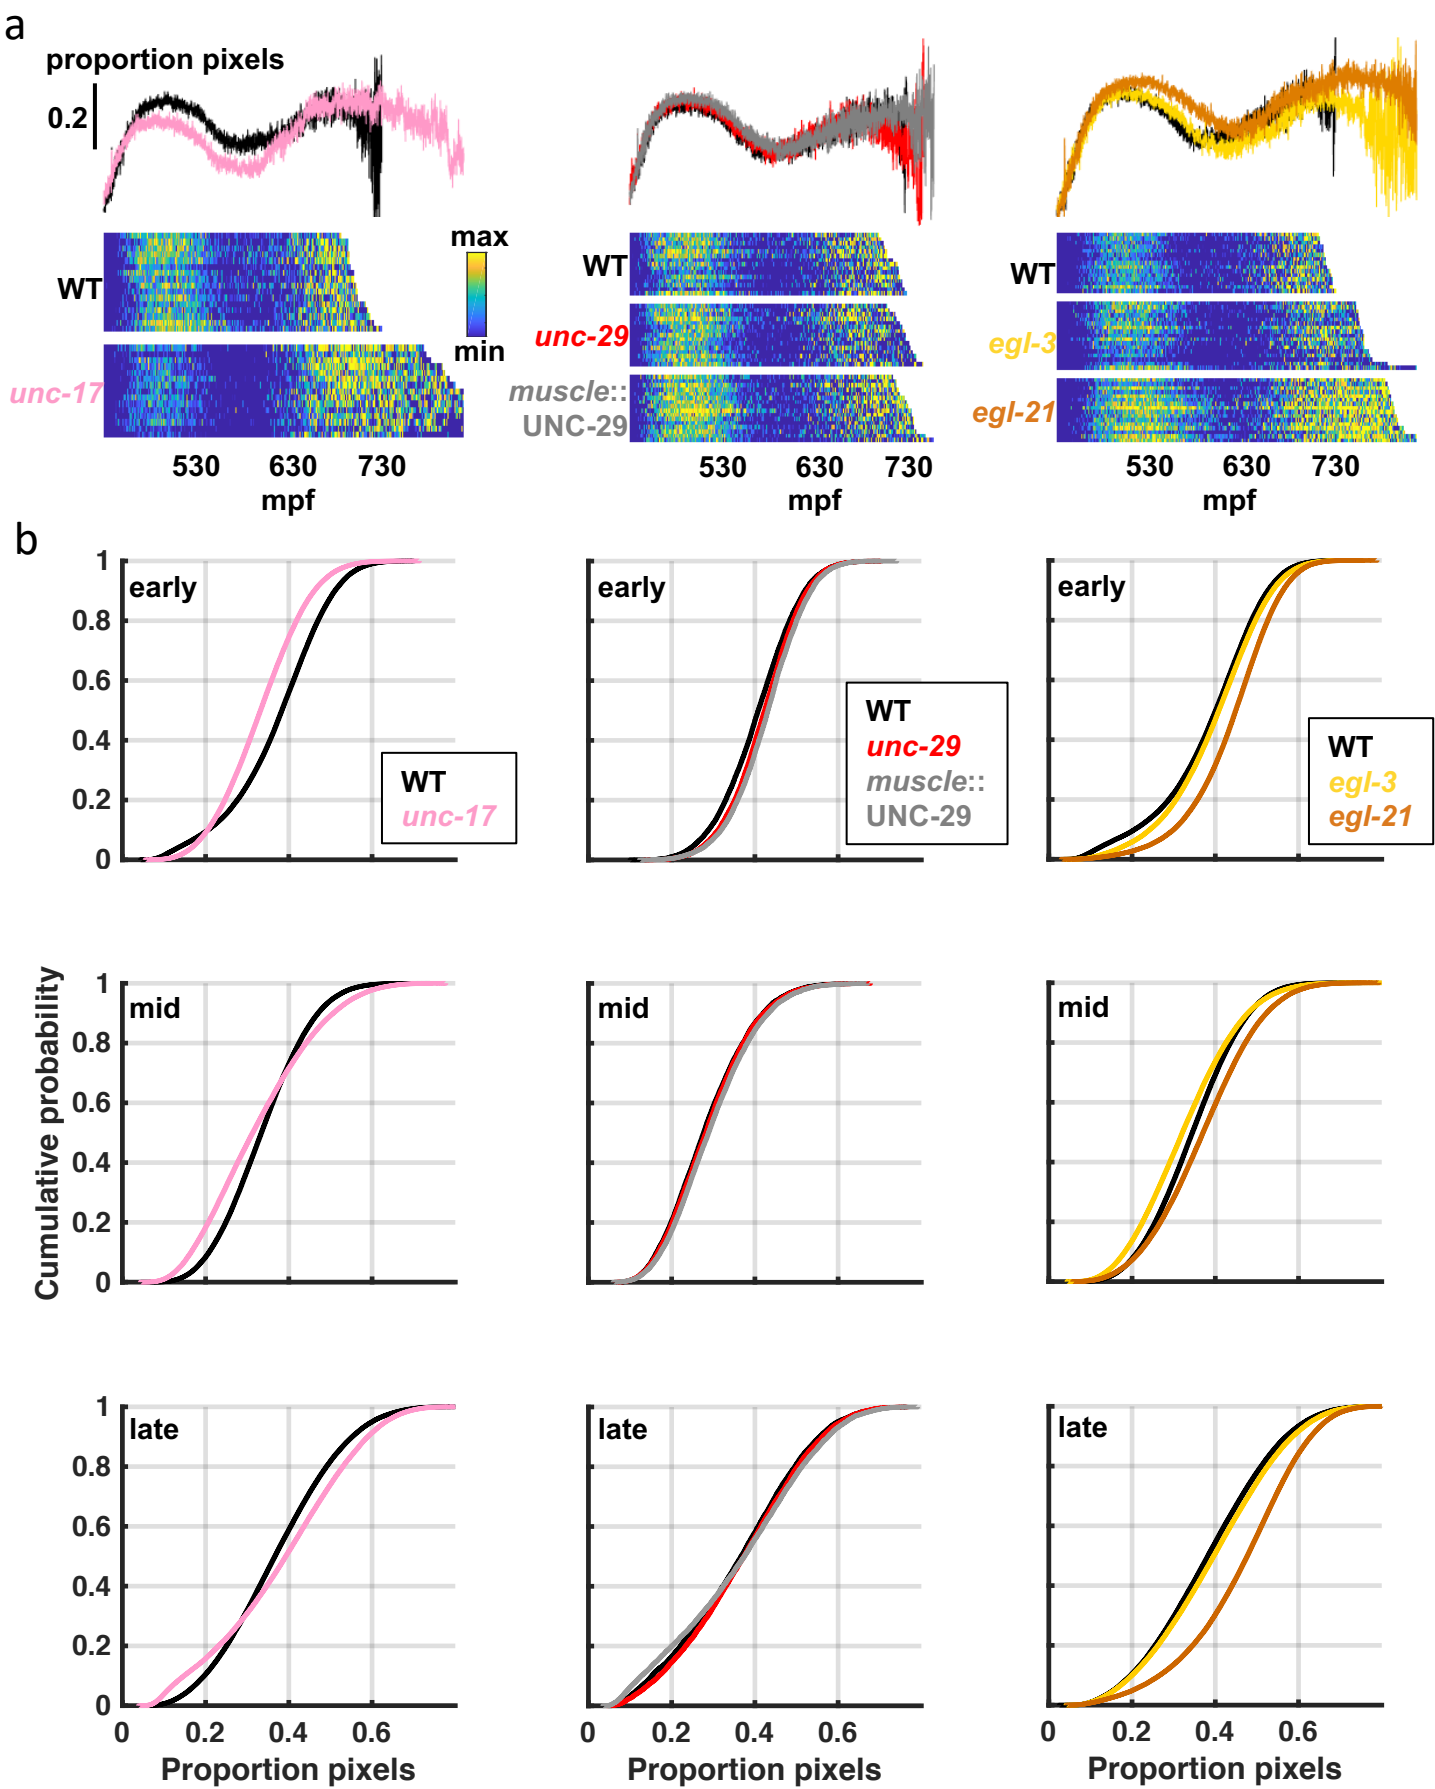 a
proportion pixels
0.2
WT
unc-17
max
min
530 630 730
mpf
WT
unc-29
muscle::
UNC-29
530 630 730
mpf
WT
egl-3
egl-21
530 630 730
mpf
b
Cumulative probability
early
1
0.8
0.6
0.4
0.2
0
WT
unc-17
early
WT
unc-29
muscle::
UNC-29
early
WT
egl-3
egl-21
mid
1
0.8
0.6
0.4
0.2
0
mid
mid
late
1
0.8
0.6
0.4
0.2
0
0 0.2 0.4 0.6
Proportion pixels
late
0 0.2 0.4 0.6
Proportion pixels
late
0 0.2 0.4 0.6
Proportion pixels